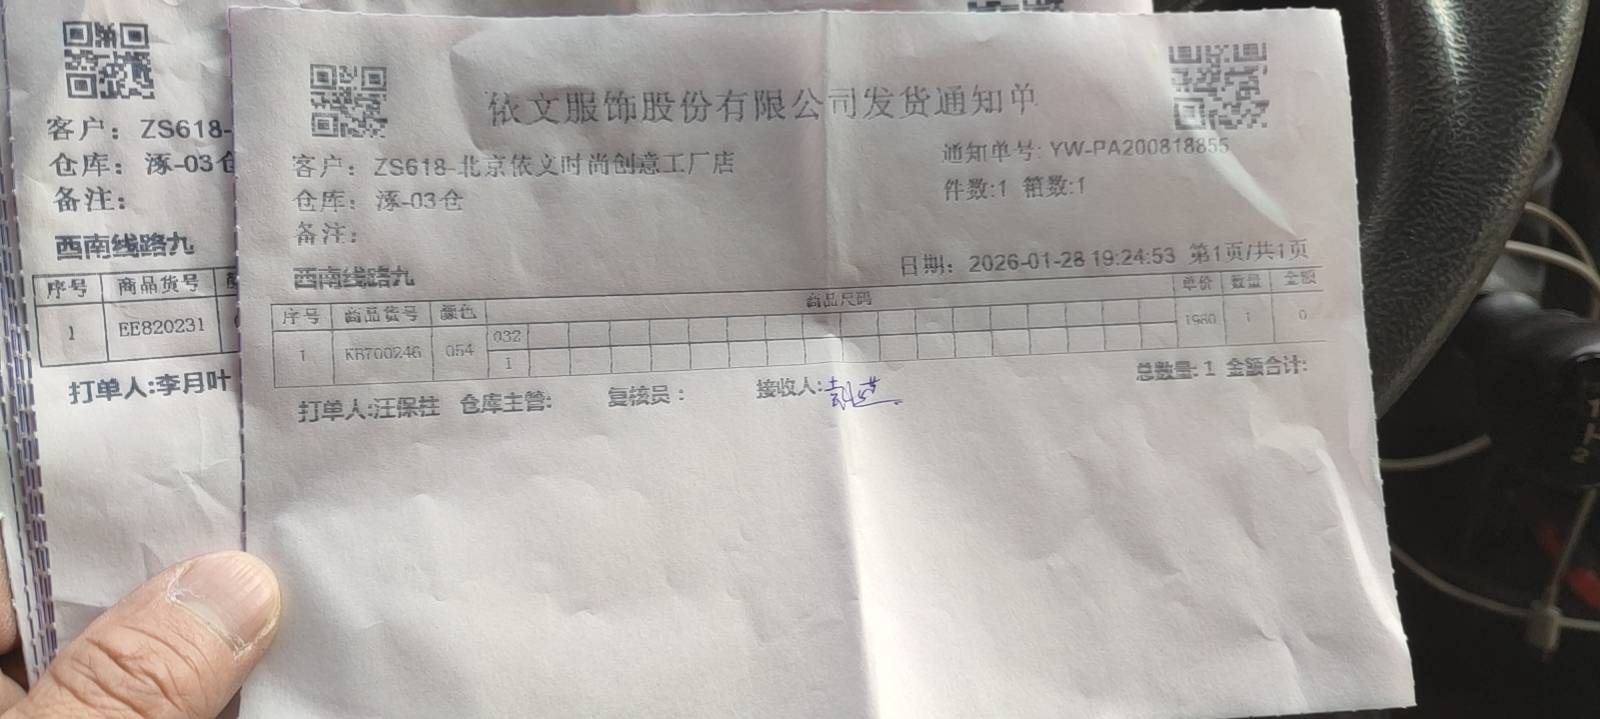 客户：ZS618-
仓库：涿-03仓
备注：
西南线路九
序号 商品货号
1 EE820231
打单人:李月叶
依文服饰股份有限公司发货通知单
客户：ZS618-北京依文时尚创意工厂店
通知单号: YW-PA200818855
仓库：涿-03仓
件数:1 箱数:1
备注：
西南线路九
日期：2026-01-28 19:24:53 第1页/共1页
序号 商品货号 颜色 商品尺码 单价 数量 金额
032
1 KB700246 054 1 1980 1 0
总数量: 1 金额合计:
打单人:汪保柱 仓库主管: 复核员： 接收人: